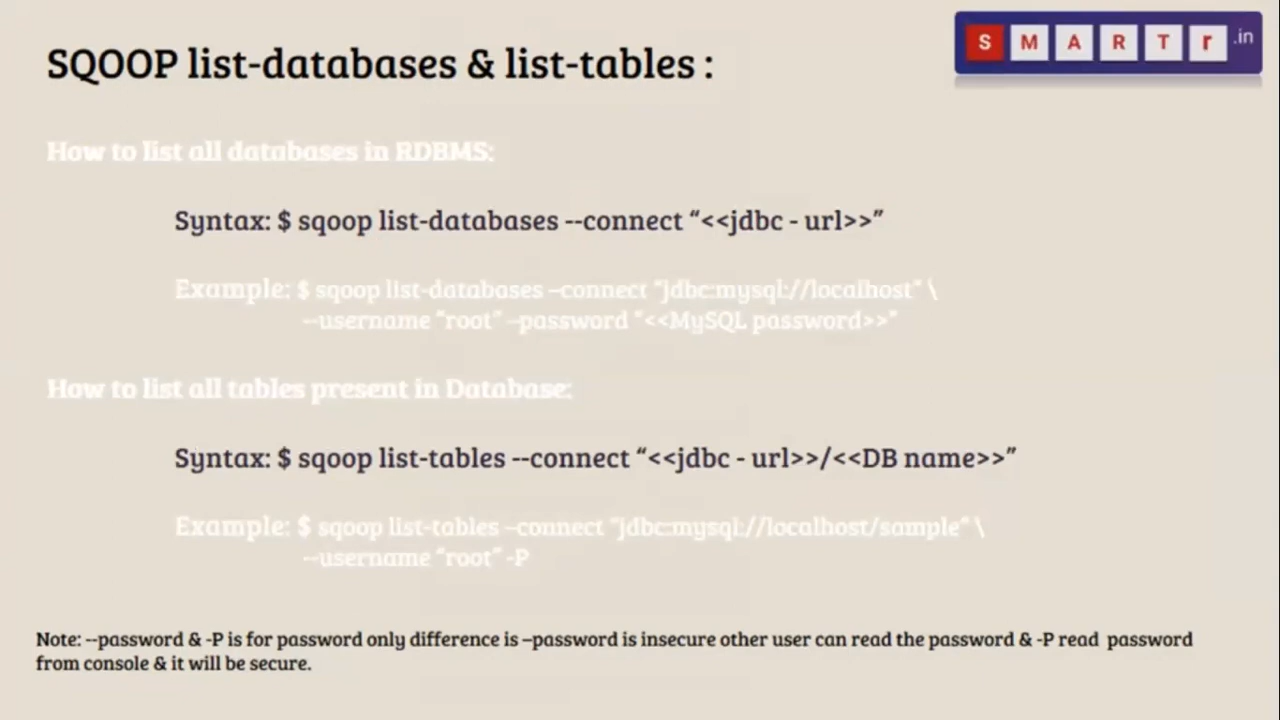 SQOOP list-databases & list-tables :
SMARTr.in
How to list all databases in RDBMS:
Syntax: $ sqoop list-databases --connect “<<jdbc - url>>”
Example: $ sqoop list-databases –connect “jdbc:mysql://localhost” \
--username “root” –password “<<MySQL password>>”
How to list all tables present in Database:
Syntax: $ sqoop list-tables --connect “<<jdbc - url>>/<<DB name>>”
Example: $ sqoop list-tables –connect “jdbc:mysql://localhost/sample” \
--username “root” -P
Note: --password & -P is for password only difference is –password is insecure other user can read the password & -P read password
from console & it will be secure.